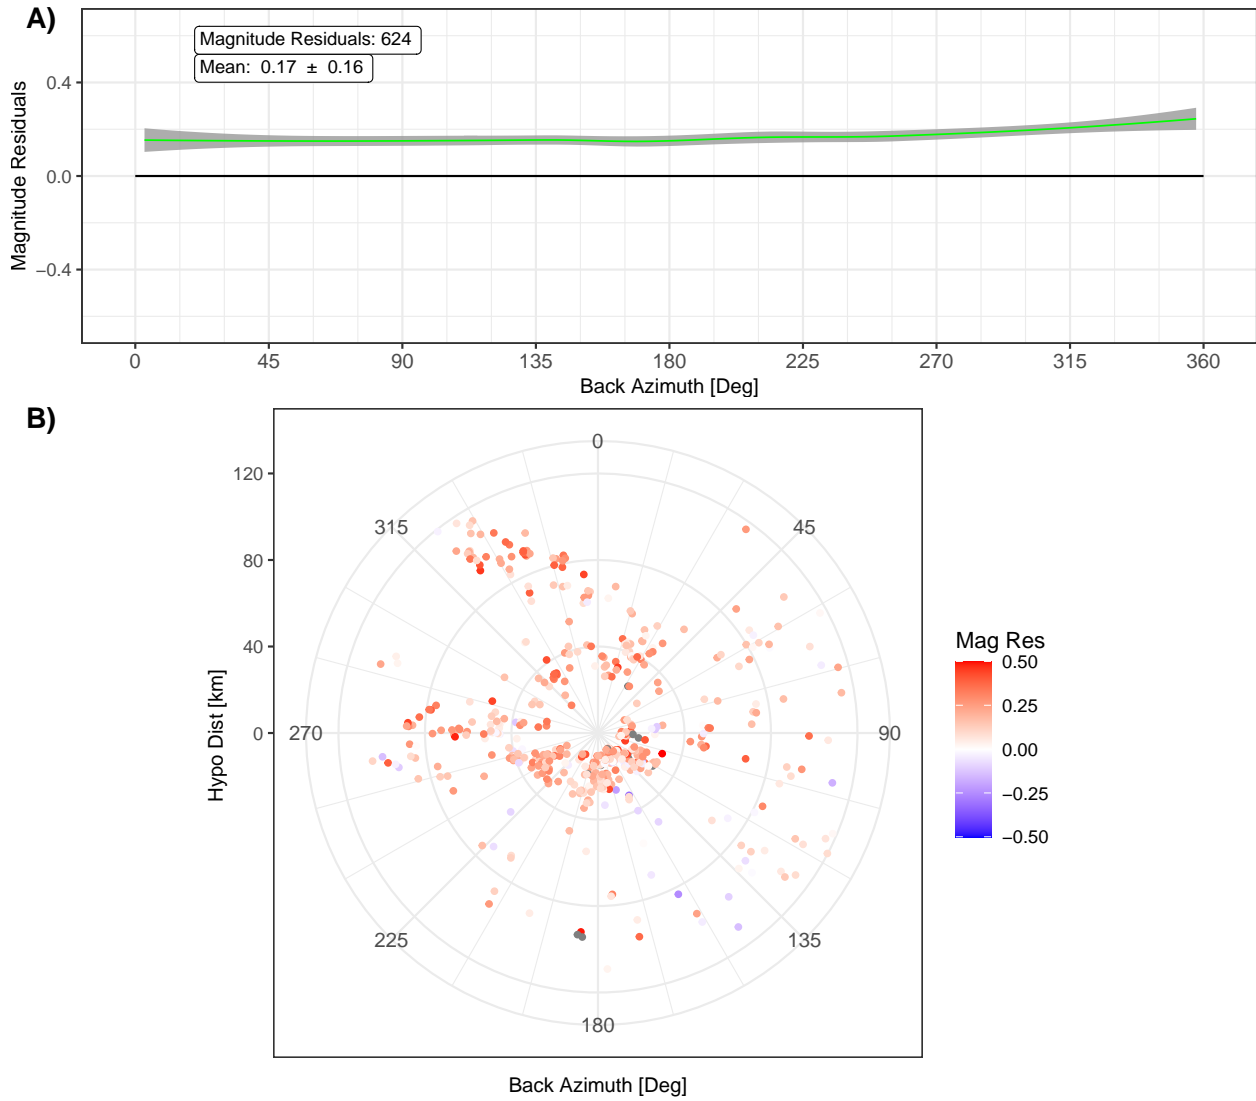 A)
Magnitude Residuals: 624
Mean:  0.17  ±  0.16
Magnitude Residuals
0.4
0.0
−0.4
0 45 90 135 180 225 270 315 360
Back Azimuth [Deg]
B)
Hypo Dist [km]
120
80
40
0
0
45
90
135
180
225
270
315
Back Azimuth [Deg]
Mag Res
0.50
0.25
0.00
−0.25
−0.50